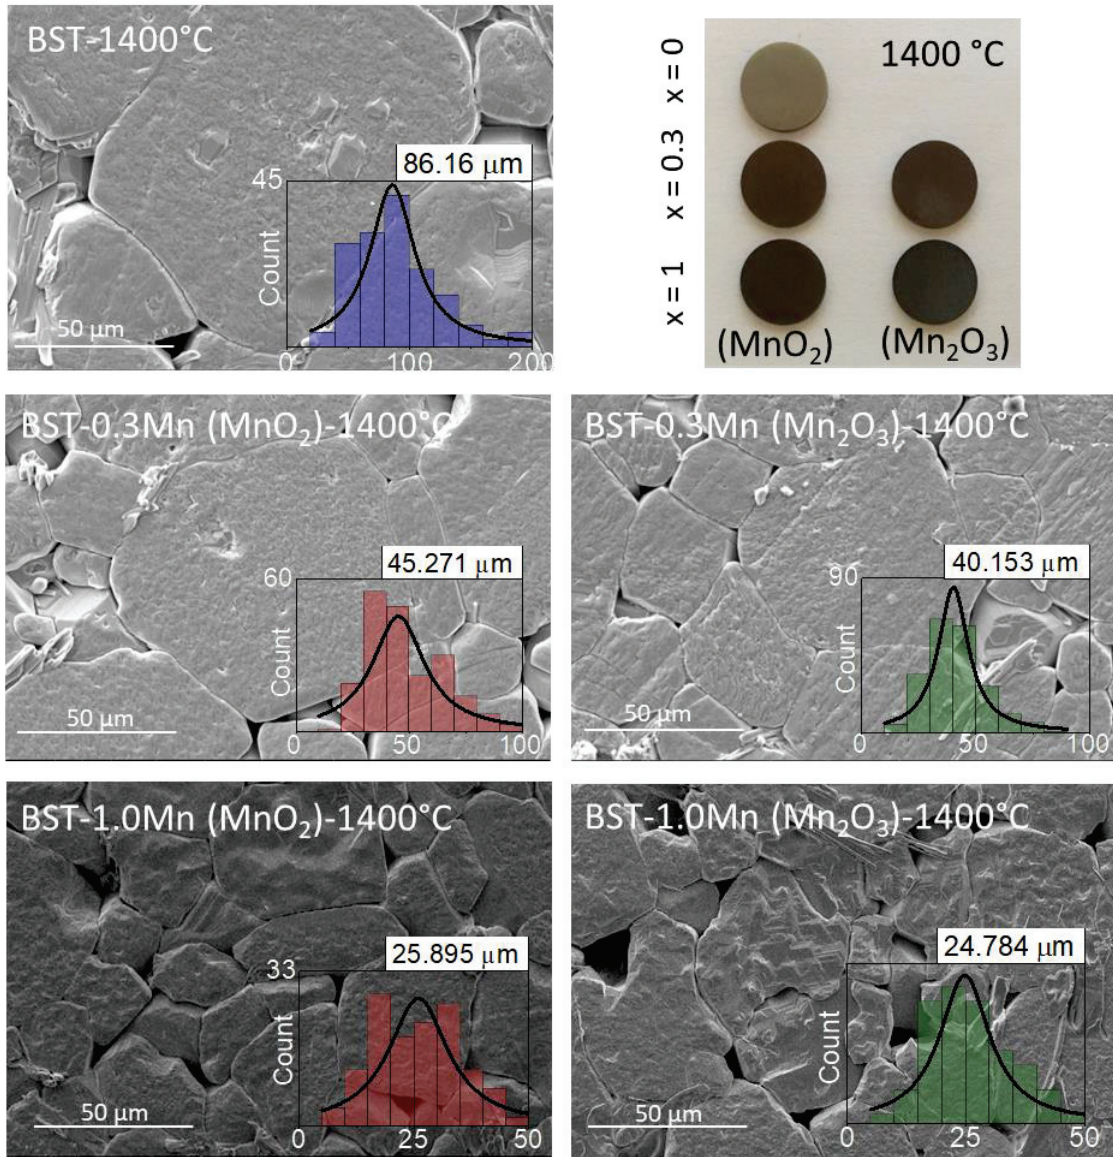 BST-1400°C
86.16 μm
45
Count
50 μm
0
100
200
1400 °C
x = 0
x = 0.3
x = 1
(MnO₂)
(Mn₂O₃)
BST-0.3Mn (MnO₂)-1400°C
45.271 μm
60
Count
50 μm
0
50
100
BST-0.3Mn (Mn₂O₃)-1400°C
40.153 μm
90
Count
50 μm
0
50
100
BST-1.0Mn (MnO₂)-1400°C
25.895 μm
33
Count
50 μm
0
25
50
BST-1.0Mn (Mn₂O₃)-1400°C
24.784 μm
Count
50 μm
0
25
50